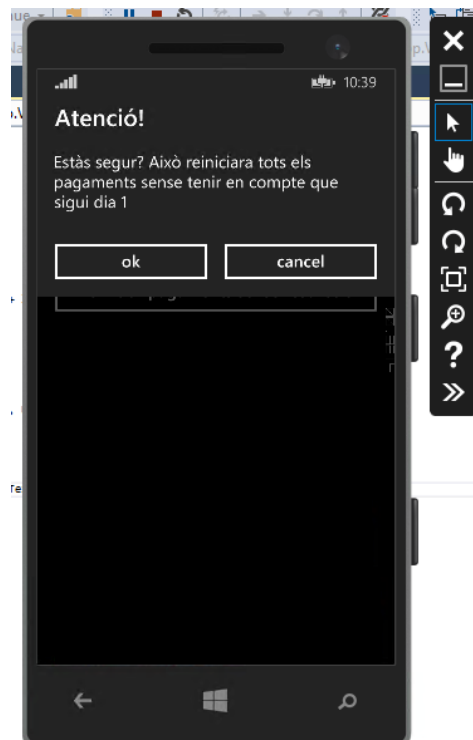 10:39
Atenció!
Estàs segur? Això reiniciara tots els
pagaments sense tenir en compte que
sigui dia 1
ok
cancel